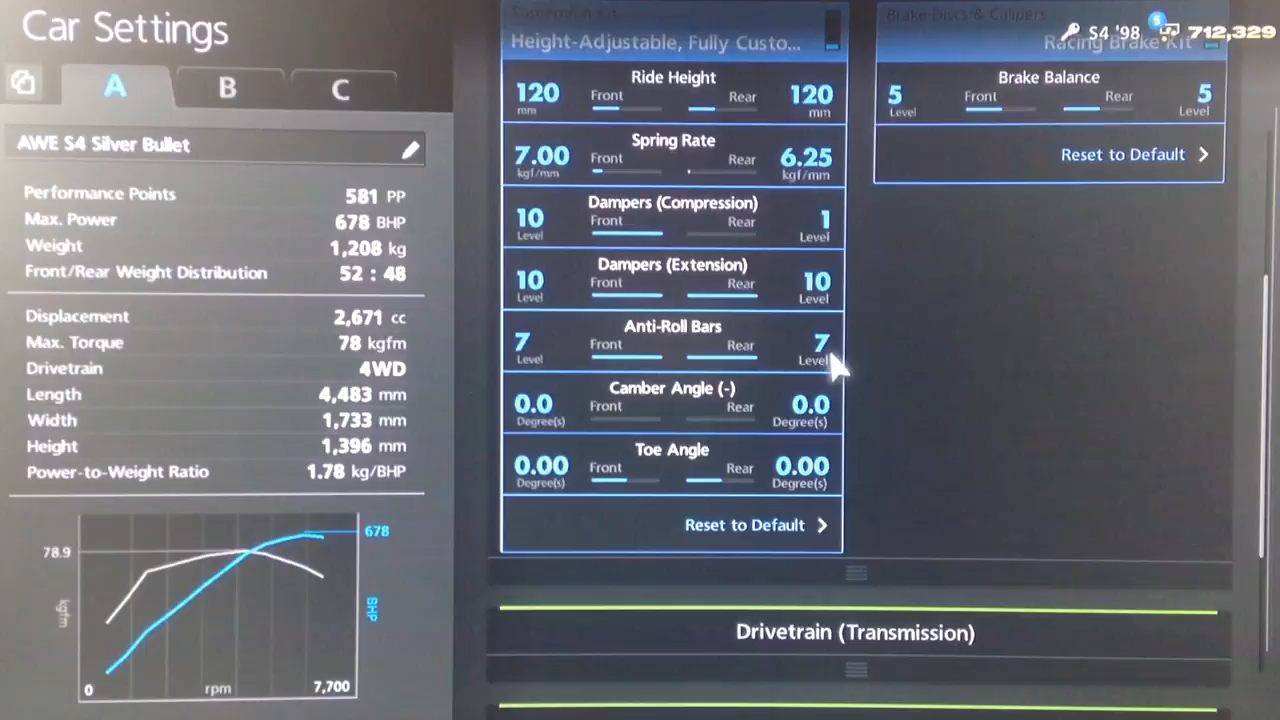 Car Settings
A
B
C
AWE S4 Silver Bullet
Performance Points 581 PP
Max. Power 678 BHP
Weight 1,208 kg
Front/Rear Weight Distribution 52 : 48
Displacement 2,671 cc
Max. Torque 78 kgfm
Drivetrain 4WD
Length 4,483 mm
Width 1,733 mm
Height 1,396 mm
Power-to-Weight Ratio 1.78 kg/BHP
678
78.9
kgfm
BHP
0 rpm 7,700
Suspension Kit
Height-Adjustable, Fully Custo...
Ride Height
120 mm Front Rear 120 mm
Spring Rate
7.00 kgf/mm Front Rear 6.25 kgf/mm
Dampers (Compression)
10 Level Front Rear 1 Level
Dampers (Extension)
10 Level Front Rear 10 Level
Anti-Roll Bars
7 Level Front Rear 7 Level
Camber Angle (-)
0.0 Degree(s) Front Rear 0.0 Degree(s)
Toe Angle
0.00 Degree(s) Front Rear 0.00 Degree(s)
Reset to Default
Brake Discs & Calipers
Racing Brake Kit
S4 '98 5 712,329
Brake Balance
5 Level Front Rear 5 Level
Reset to Default
Drivetrain (Transmission)